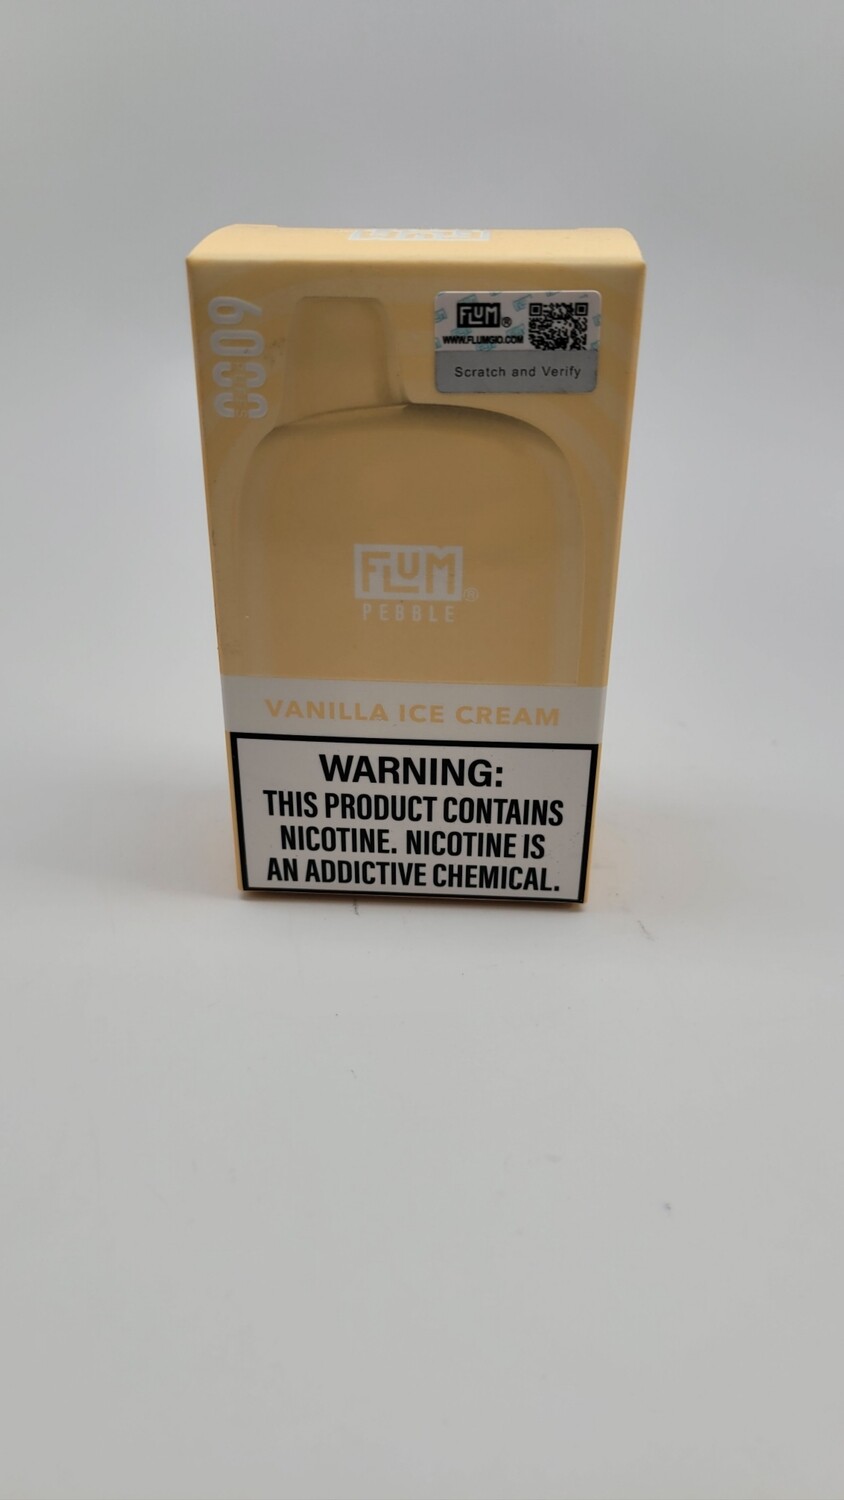 6000
FLUM®
WWW.FLUMGIO.COM
Scratch and Verify
FLUM®
PEBBLE
VANILLA ICE CREAM
WARNING:
THIS PRODUCT CONTAINS
NICOTINE. NICOTINE IS
AN ADDICTIVE CHEMICAL.